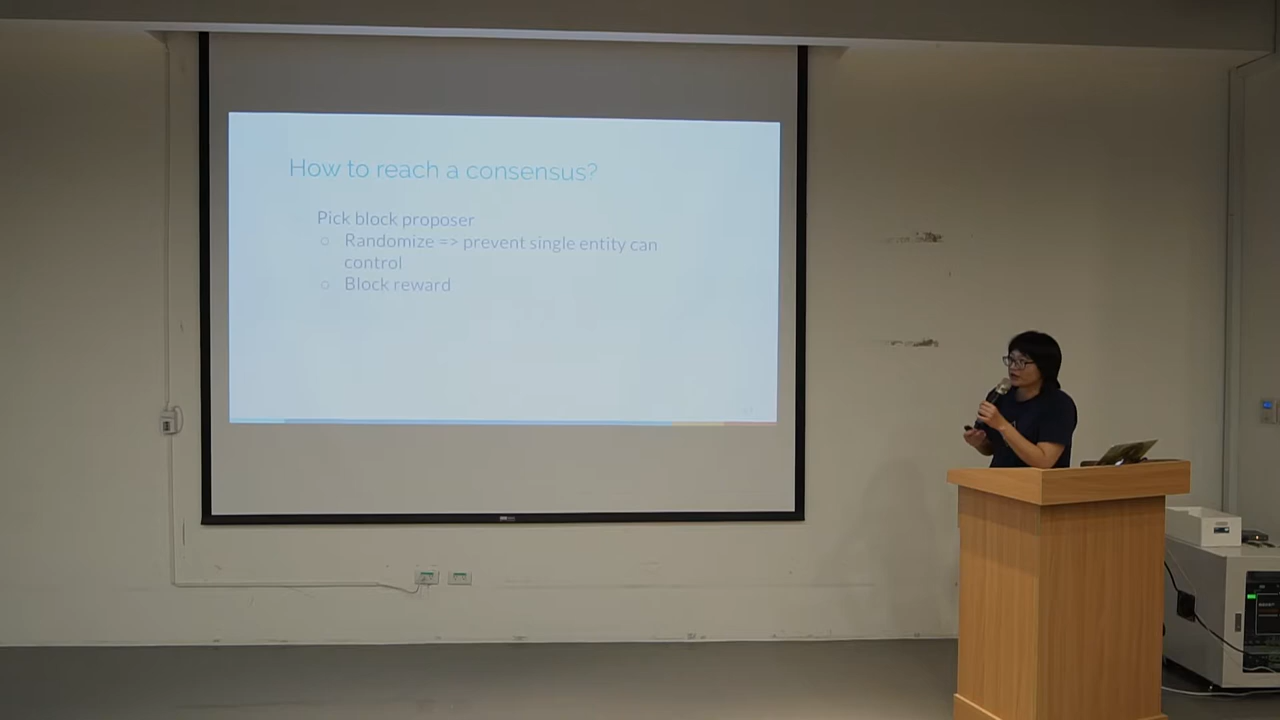 How to reach a consensus?
Pick block proposer
○ Randomize => prevent single entity can
control
○ Block reward